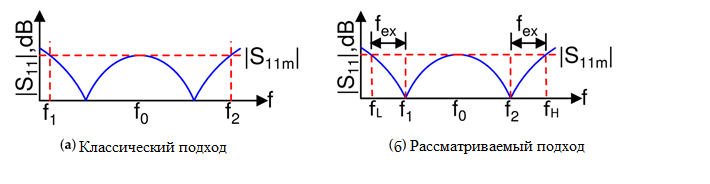 |S11|,dB
|S11m|
f1
f0
f2
f
(а) Классический подход
|S11|,dB
fex
fex
|S11m|
fL
f1
f0
f2
fH
f
(б) Рассматриваемый подход